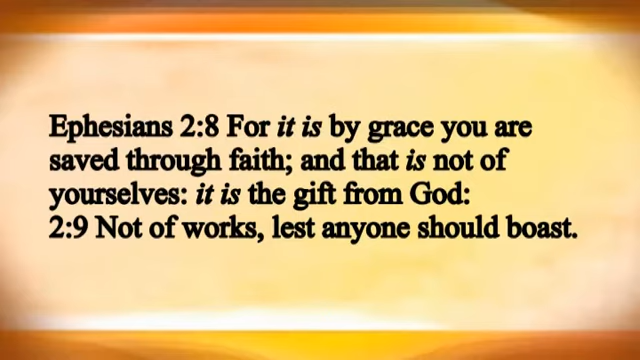 Ephesians 2:8 For it is by grace you are
saved through faith; and that is not of
yourselves: it is the gift from God:
2:9 Not of works, lest anyone should boast.